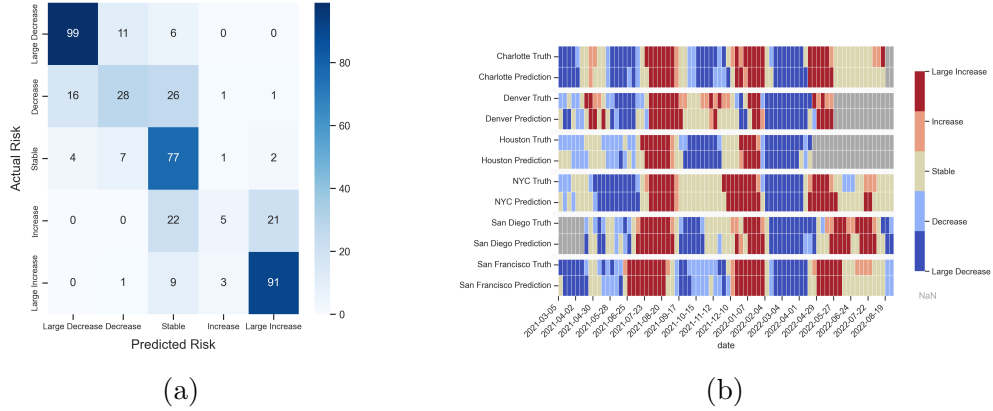 Actual Risk
Large Decrease
Decrease
Stable
Increase
Large Increase
99 11 6 0 0
16 28 26 1 1
4 7 77 1 2
0 0 22 5 21
0 1 9 3 91
Large Decrease Decrease Stable Increase Large Increase
Predicted Risk
80
60
40
20
0
(a)
Charlotte Truth
Charlotte Prediction
Denver Truth
Denver Prediction
Houston Truth
Houston Prediction
NYC Truth
NYC Prediction
San Diego Truth
San Diego Prediction
San Francisco Truth
San Francisco Prediction
2021-03-05
2021-04-02
2021-04-30
2021-05-28
2021-06-25
2021-07-23
2021-08-20
2021-09-17
2021-10-15
2021-11-12
2021-12-10
2022-01-07
2022-02-04
2022-03-04
2022-04-01
2022-04-29
2022-05-27
2022-06-24
2022-07-22
2022-08-19
date
Large Increase
Increase
Stable
Decrease
Large Decrease
NaN
(b)